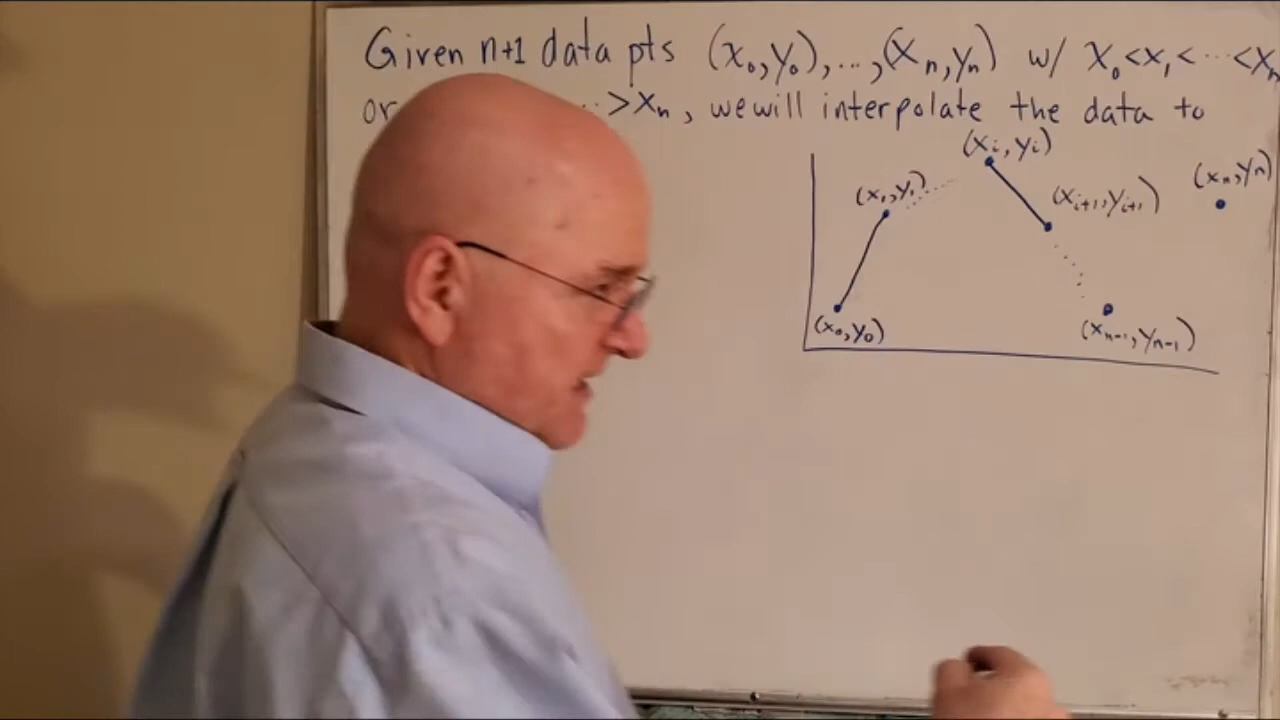 Given n+1 data pts (x₀,y₀),...,(xₙ,yₙ) w/ x₀<x₁<···<xₙ
or ··>xₙ, we will interpolate the data to
(xᵢ,yᵢ)
(x₁,y₁) (xᵢ₊₁,yᵢ₊₁) (xₙ,yₙ)
(x₀,y₀) (xₙ₋₁,yₙ₋₁)